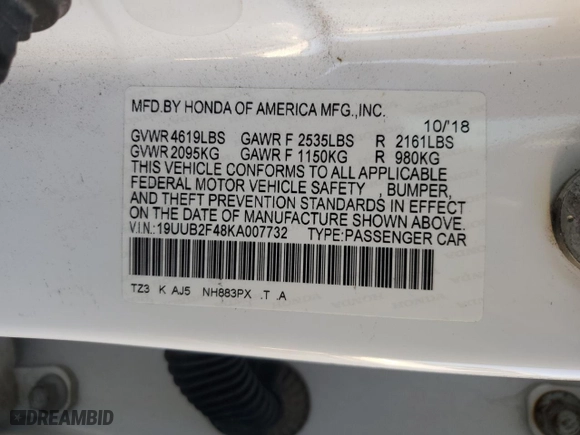 MFD.BY HONDA OF AMERICA MFG.,INC.
10/'18
GVWR 4619LBS GAWR F 2535LBS R 2161LBS
GVWR 2095KG GAWR F 1150KG R 980KG
THIS VEHICLE CONFORMS TO ALL APPLICABLE
FEDERAL MOTOR VEHICLE SAFETY , BUMPER,
AND THEFT PREVENTION STANDARDS IN EFFECT
ON THE DATE OF MANUFACTURE SHOWN ABOVE.
V.I.N.: 19UUB2F48KA007732 TYPE:PASSENGER CAR
TZ3 K AJ5 NH883PX .T .A
DREAMBID